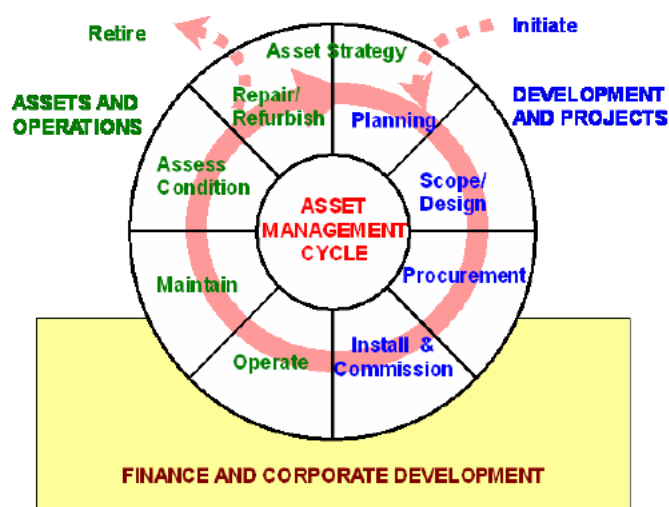 Retire
Initiate
Asset Strategy
ASSETS AND
OPERATIONS
DEVELOPMENT
AND PROJECTS
Repair/
Refurbish
Planning
Assess
Condition
Scope/
Design
ASSET
MANAGEMENT
CYCLE
Maintain
Procurement
Operate
Install &
Commission
FINANCE AND CORPORATE DEVELOPMENT